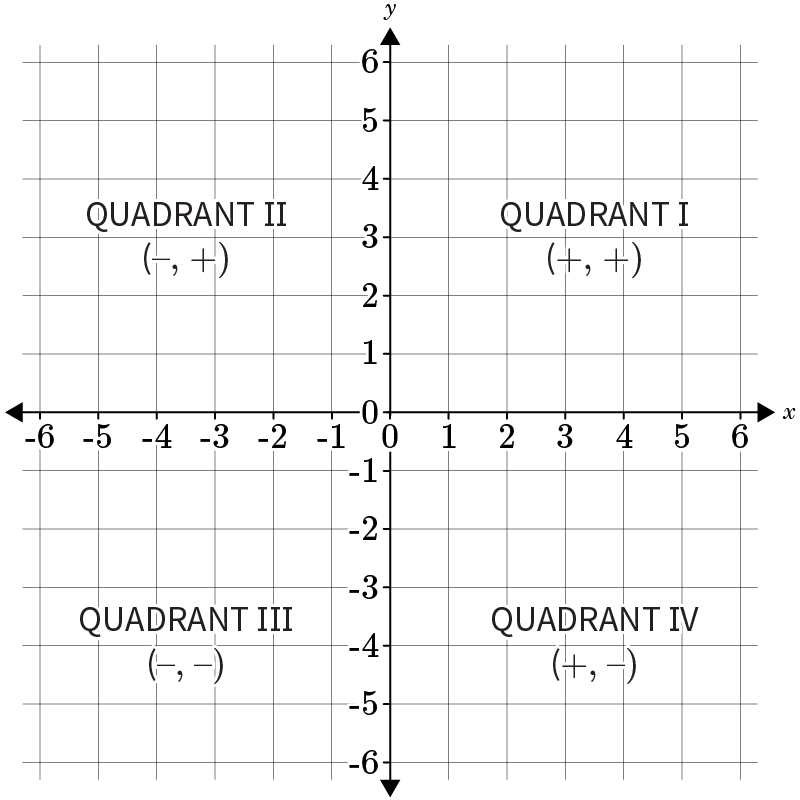 y
6
5
4
QUADRANT II QUADRANT I
3
(–, +) (+, +)
2
1
0 x
-6 -5 -4 -3 -2 -1 0 1 2 3 4 5 6
-1
-2
-3
QUADRANT III QUADRANT IV
-4
(–, –) (+, –)
-5
-6